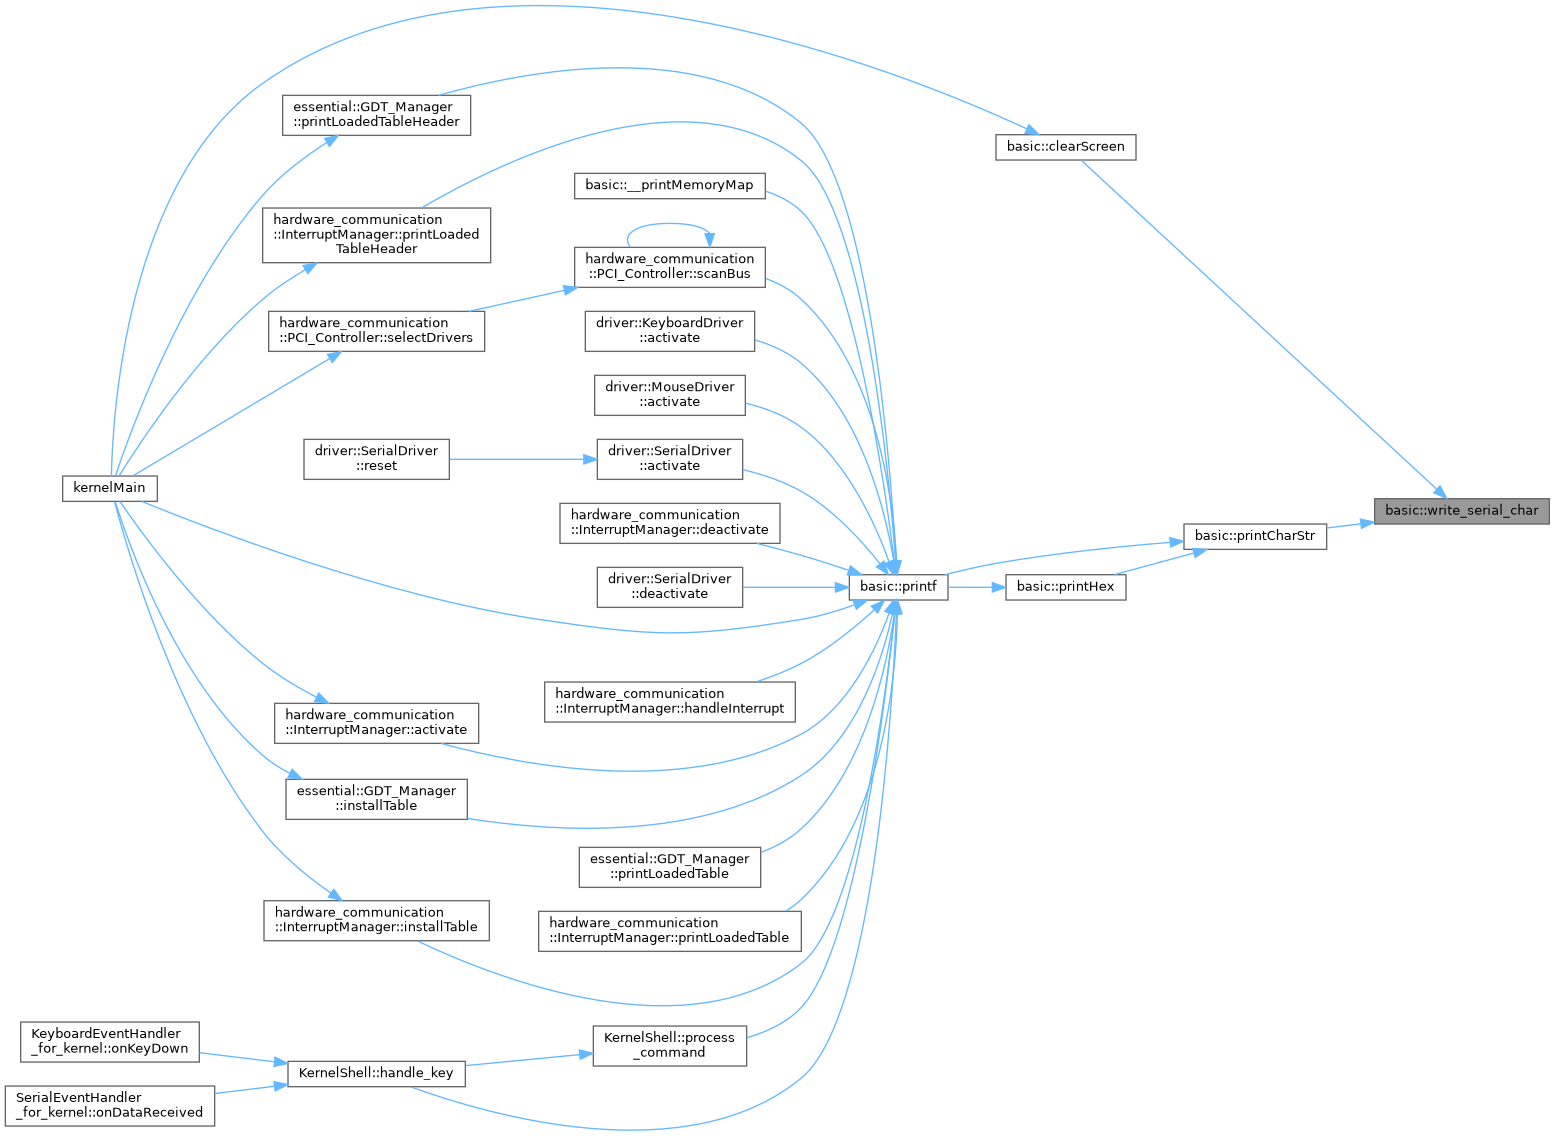 essential::GDT_Manager
::printLoadedTableHeader
basic::clearScreen
basic::__printMemoryMap
hardware_communication
::InterruptManager::printLoaded
TableHeader
hardware_communication
::PCI_Controller::scanBus
hardware_communication
::PCI_Controller::selectDrivers
driver::KeyboardDriver
::activate
driver::MouseDriver
::activate
driver::SerialDriver
::reset
driver::SerialDriver
::activate
kernelMain
hardware_communication
::InterruptManager::deactivate
basic::write_serial_char
basic::printCharStr
driver::SerialDriver
::deactivate
basic::printf
basic::printHex
hardware_communication
::InterruptManager::handleInterrupt
hardware_communication
::InterruptManager::activate
essential::GDT_Manager
::installTable
essential::GDT_Manager
::printLoadedTable
hardware_communication
::InterruptManager::installTable
hardware_communication
::InterruptManager::printLoadedTable
KeyboardEventHandler
_for_kernel::onKeyDown
KernelShell::process
_command
KernelShell::handle_key
SerialEventHandler
_for_kernel::onDataReceived